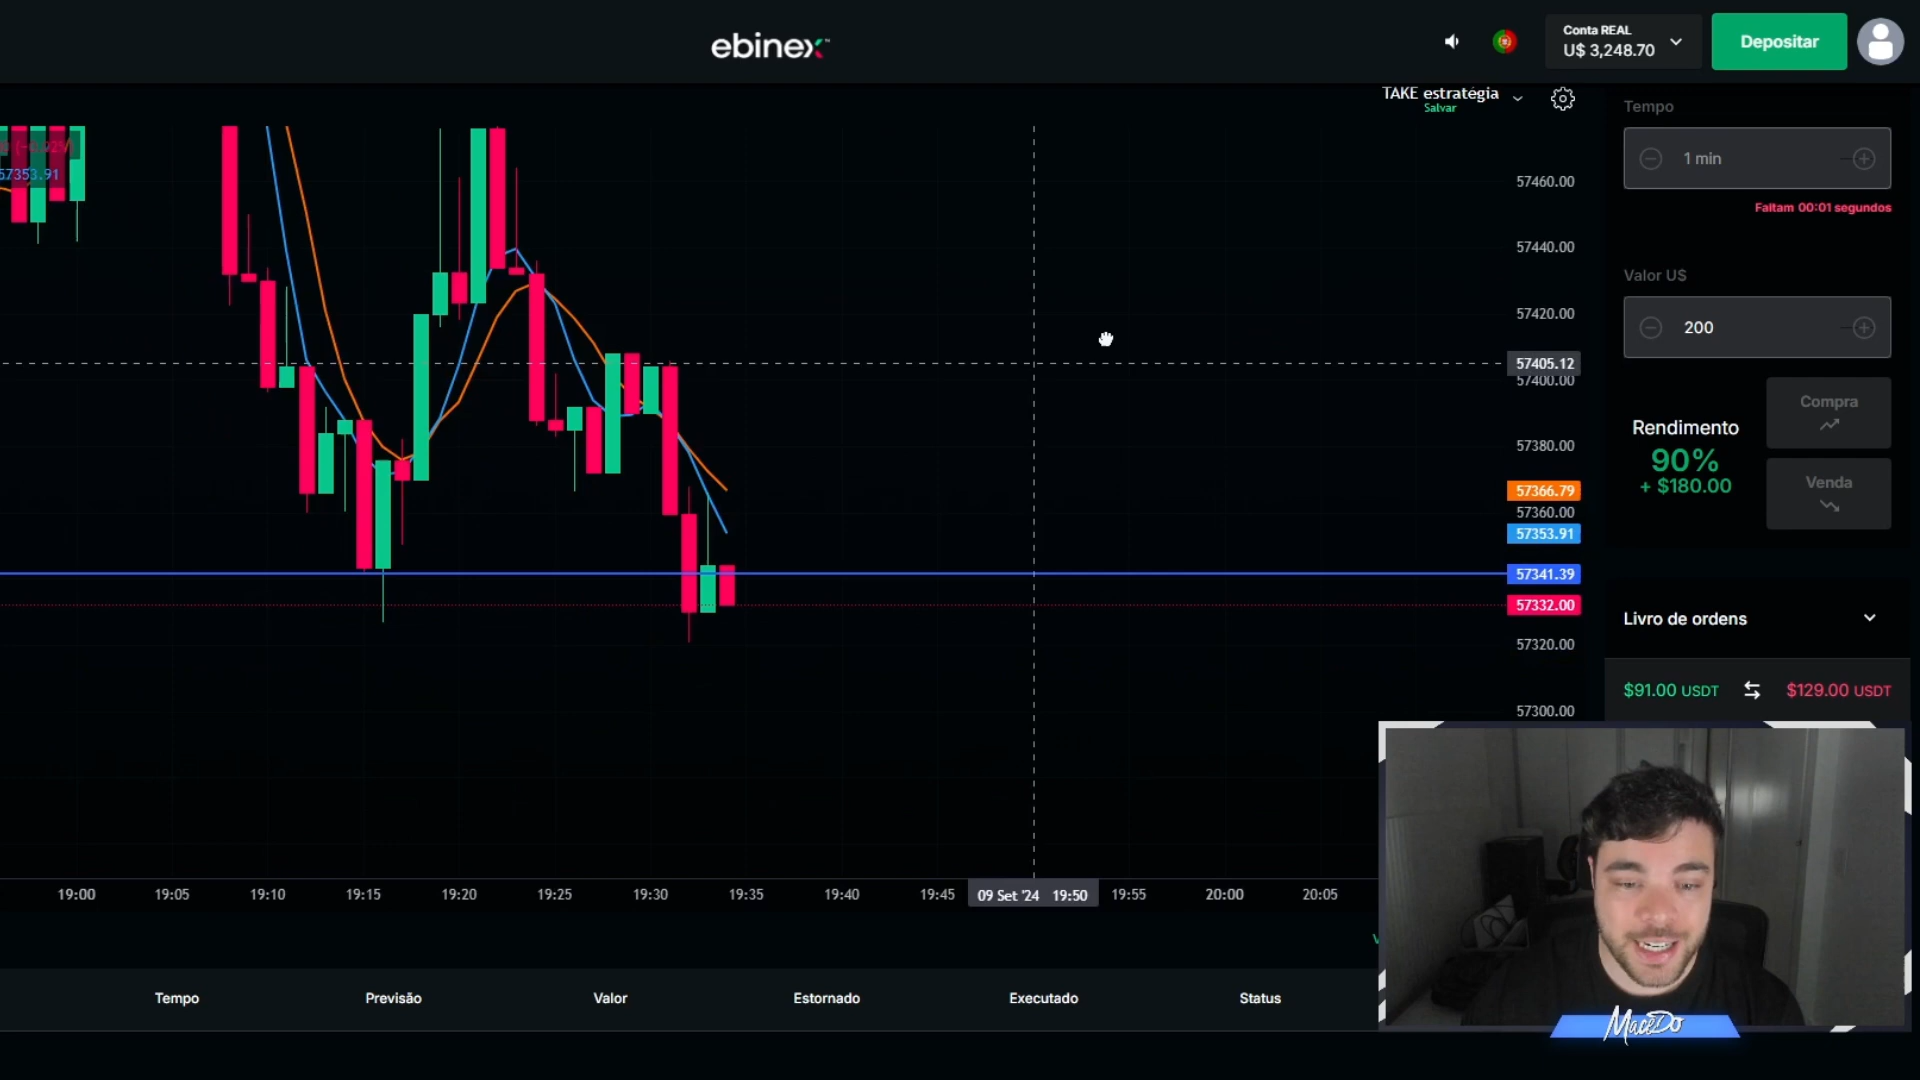 ebinex
Conta REAL
U$ 3,248.70
Depositar
TAKE estratégia
Salvar
Tempo
1 min
Faltam 00:01 segundos
57353.91
57460.00
57440.00
57420.00
57405.12
57400.00
57380.00
57366.79
57360.00
57353.91
57341.39
57332.00
57320.00
57300.00
Valor U$
200
Rendimento
90%
+ $180.00
Compra
Venda
Livro de ordens
$91.00 USDT
$129.00 USDT
19:00
19:05
19:10
19:15
19:20
19:25
19:30
19:35
19:40
19:45
09 Set '24 19:50
19:55
20:00
20:05
Tempo
Previsão
Valor
Estornado
Executado
Status
MaceDo